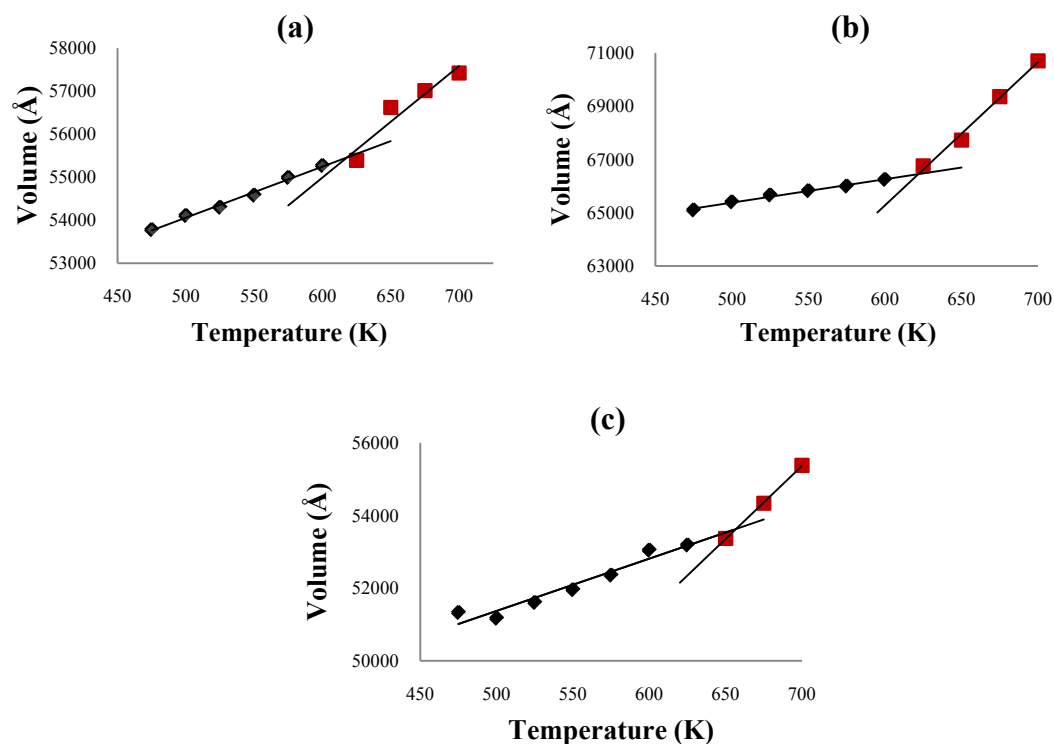 (a)
58000
57000
56000
55000
54000
53000
Volume (Å)
450 500 550 600 650 700
Temperature (K)
(b)
71000
69000
67000
65000
63000
Volume (Å)
450 500 550 600 650 700
Temperature (K)
(c)
56000
54000
52000
50000
Volume (Å)
450 500 550 600 650 700
Temperature (K)